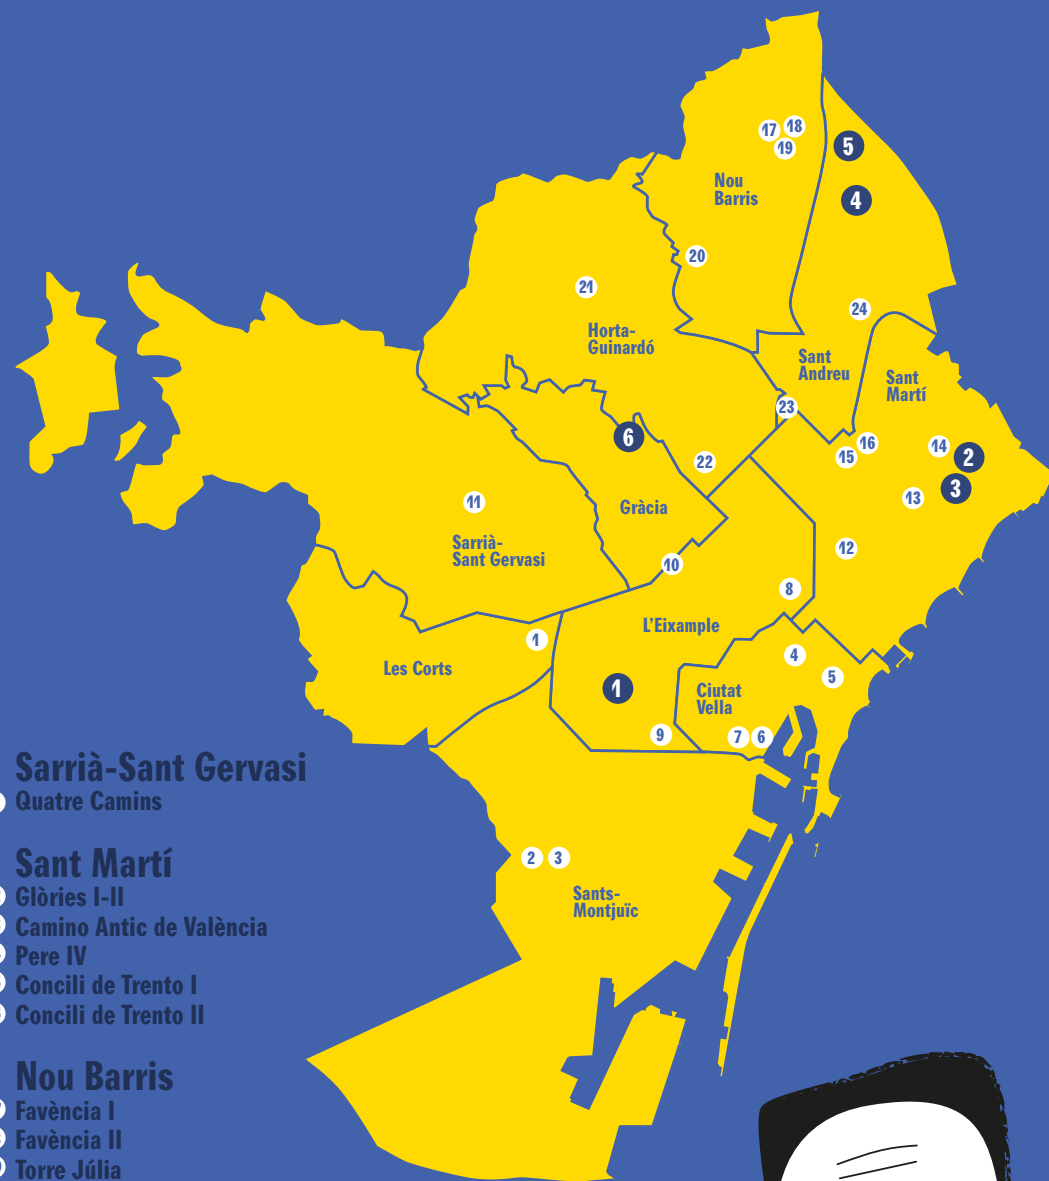 17 18
19
5
4
Nou
Barris
20
21
24
Horta-
Guinardó
Sant
Andreu
Sant
Martí
23
6
16
15
14
2
22
3
13
11
Gràcia
Sarrià-
Sant Gervasi
12
10
8
L'Eixample
1
4
Les Corts
5
1
Ciutat
Vella
9
7 6
Sarrià-Sant Gervasi
Quatre Camins
Sant Martí
2 3
Glòries I-II
Sants-
Montjuïc
Camino Antic de València
Pere IV
Concili de Trento I
Concili de Trento II
Nou Barris
Favència I
Favència II
Torre Júlia